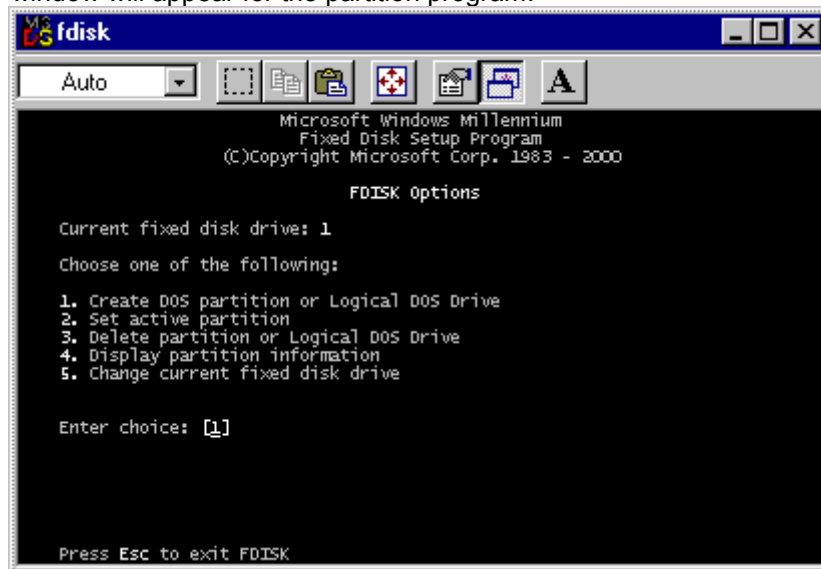 window will appear for the partition program.
fdisk
Auto
A
Microsoft Windows Millennium
Fixed Disk Setup Program
(C)Copyright Microsoft Corp. 1983 - 2000
FDISK Options
Current fixed disk drive: 1
Choose one of the following:
1. Create DOS partition or Logical DOS Drive
2. Set active partition
3. Delete partition or Logical DOS Drive
4. Display partition information
5. Change current fixed disk drive
Enter choice: [1]
Press Esc to exit FDISK